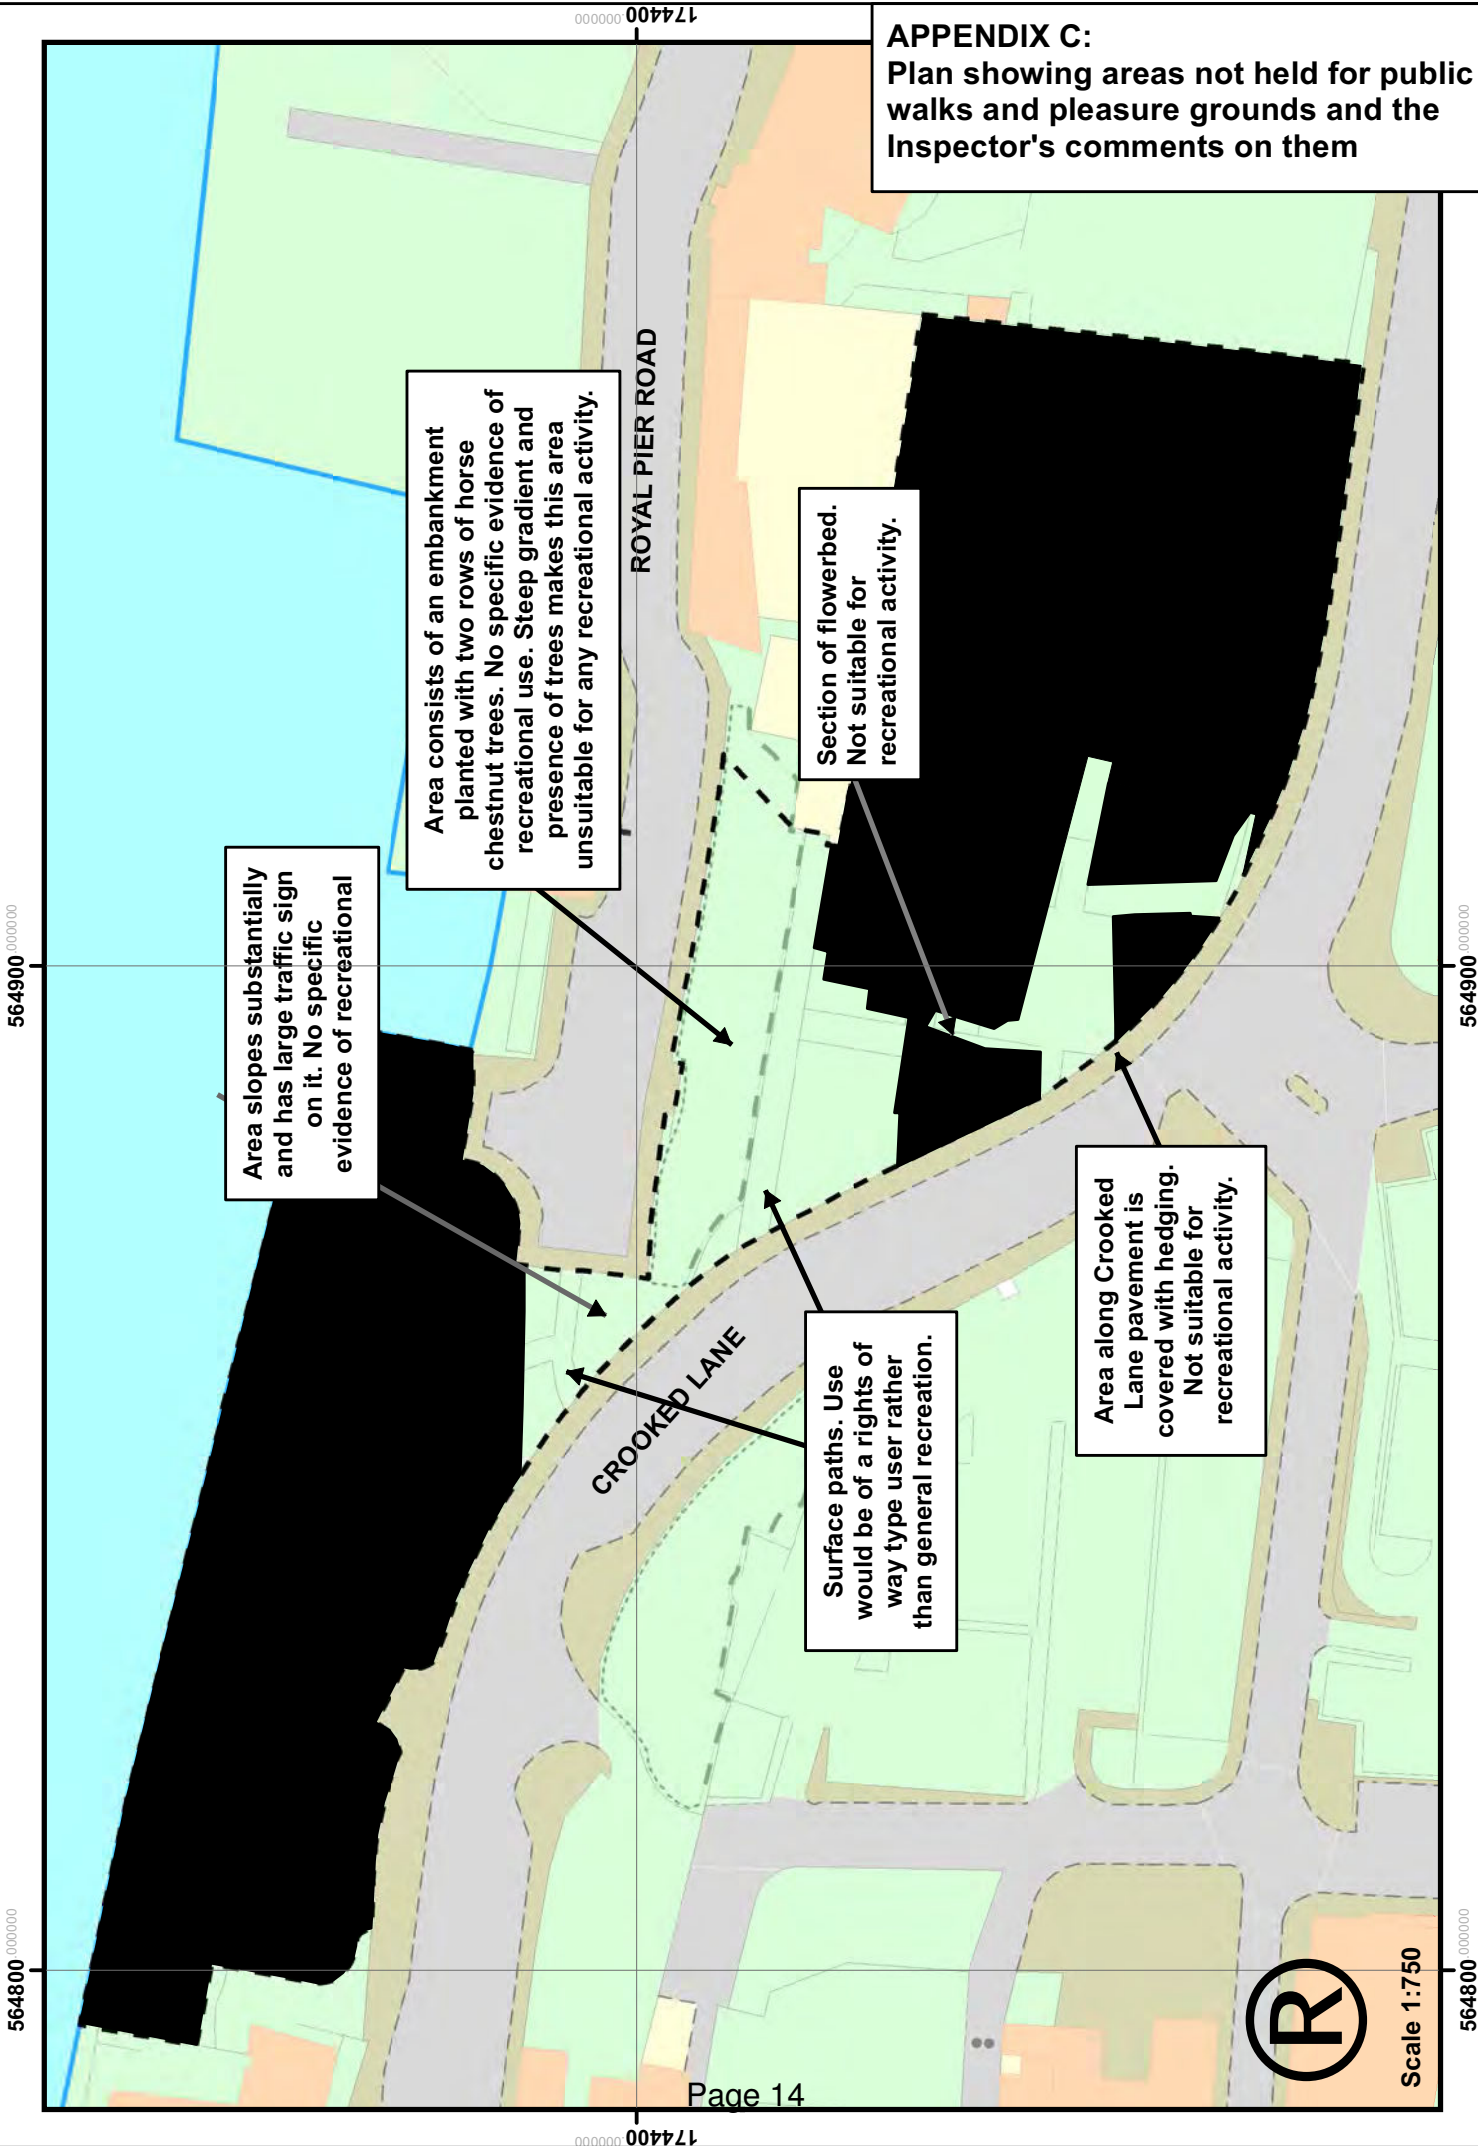 APPENDIX C:
Plan showing areas not held for public
walks and pleasure grounds and the
Inspector's comments on them
174400.000000
564900.000000
564800.000000
Area slopes substantially
and has large traffic sign
on it. No specific
evidence of recreational
Area consists of an embankment
planted with two rows of horse
chestnut trees. No specific evidence of
recreational use. Steep gradient and
presence of trees makes this area
unsuitable for any recreational activity.
ROYAL PIER ROAD
Section of flowerbed.
Not suitable for
recreational activity.
CROOKED LANE
Surface paths. Use
would be of a rights of
way type user rather
than general recreation.
Area along Crooked
Lane pavement is
covered with hedging.
Not suitable for
recreational activity.
R
Scale 1:750
564900.000000
564800.000000
174400.000000
Page 14